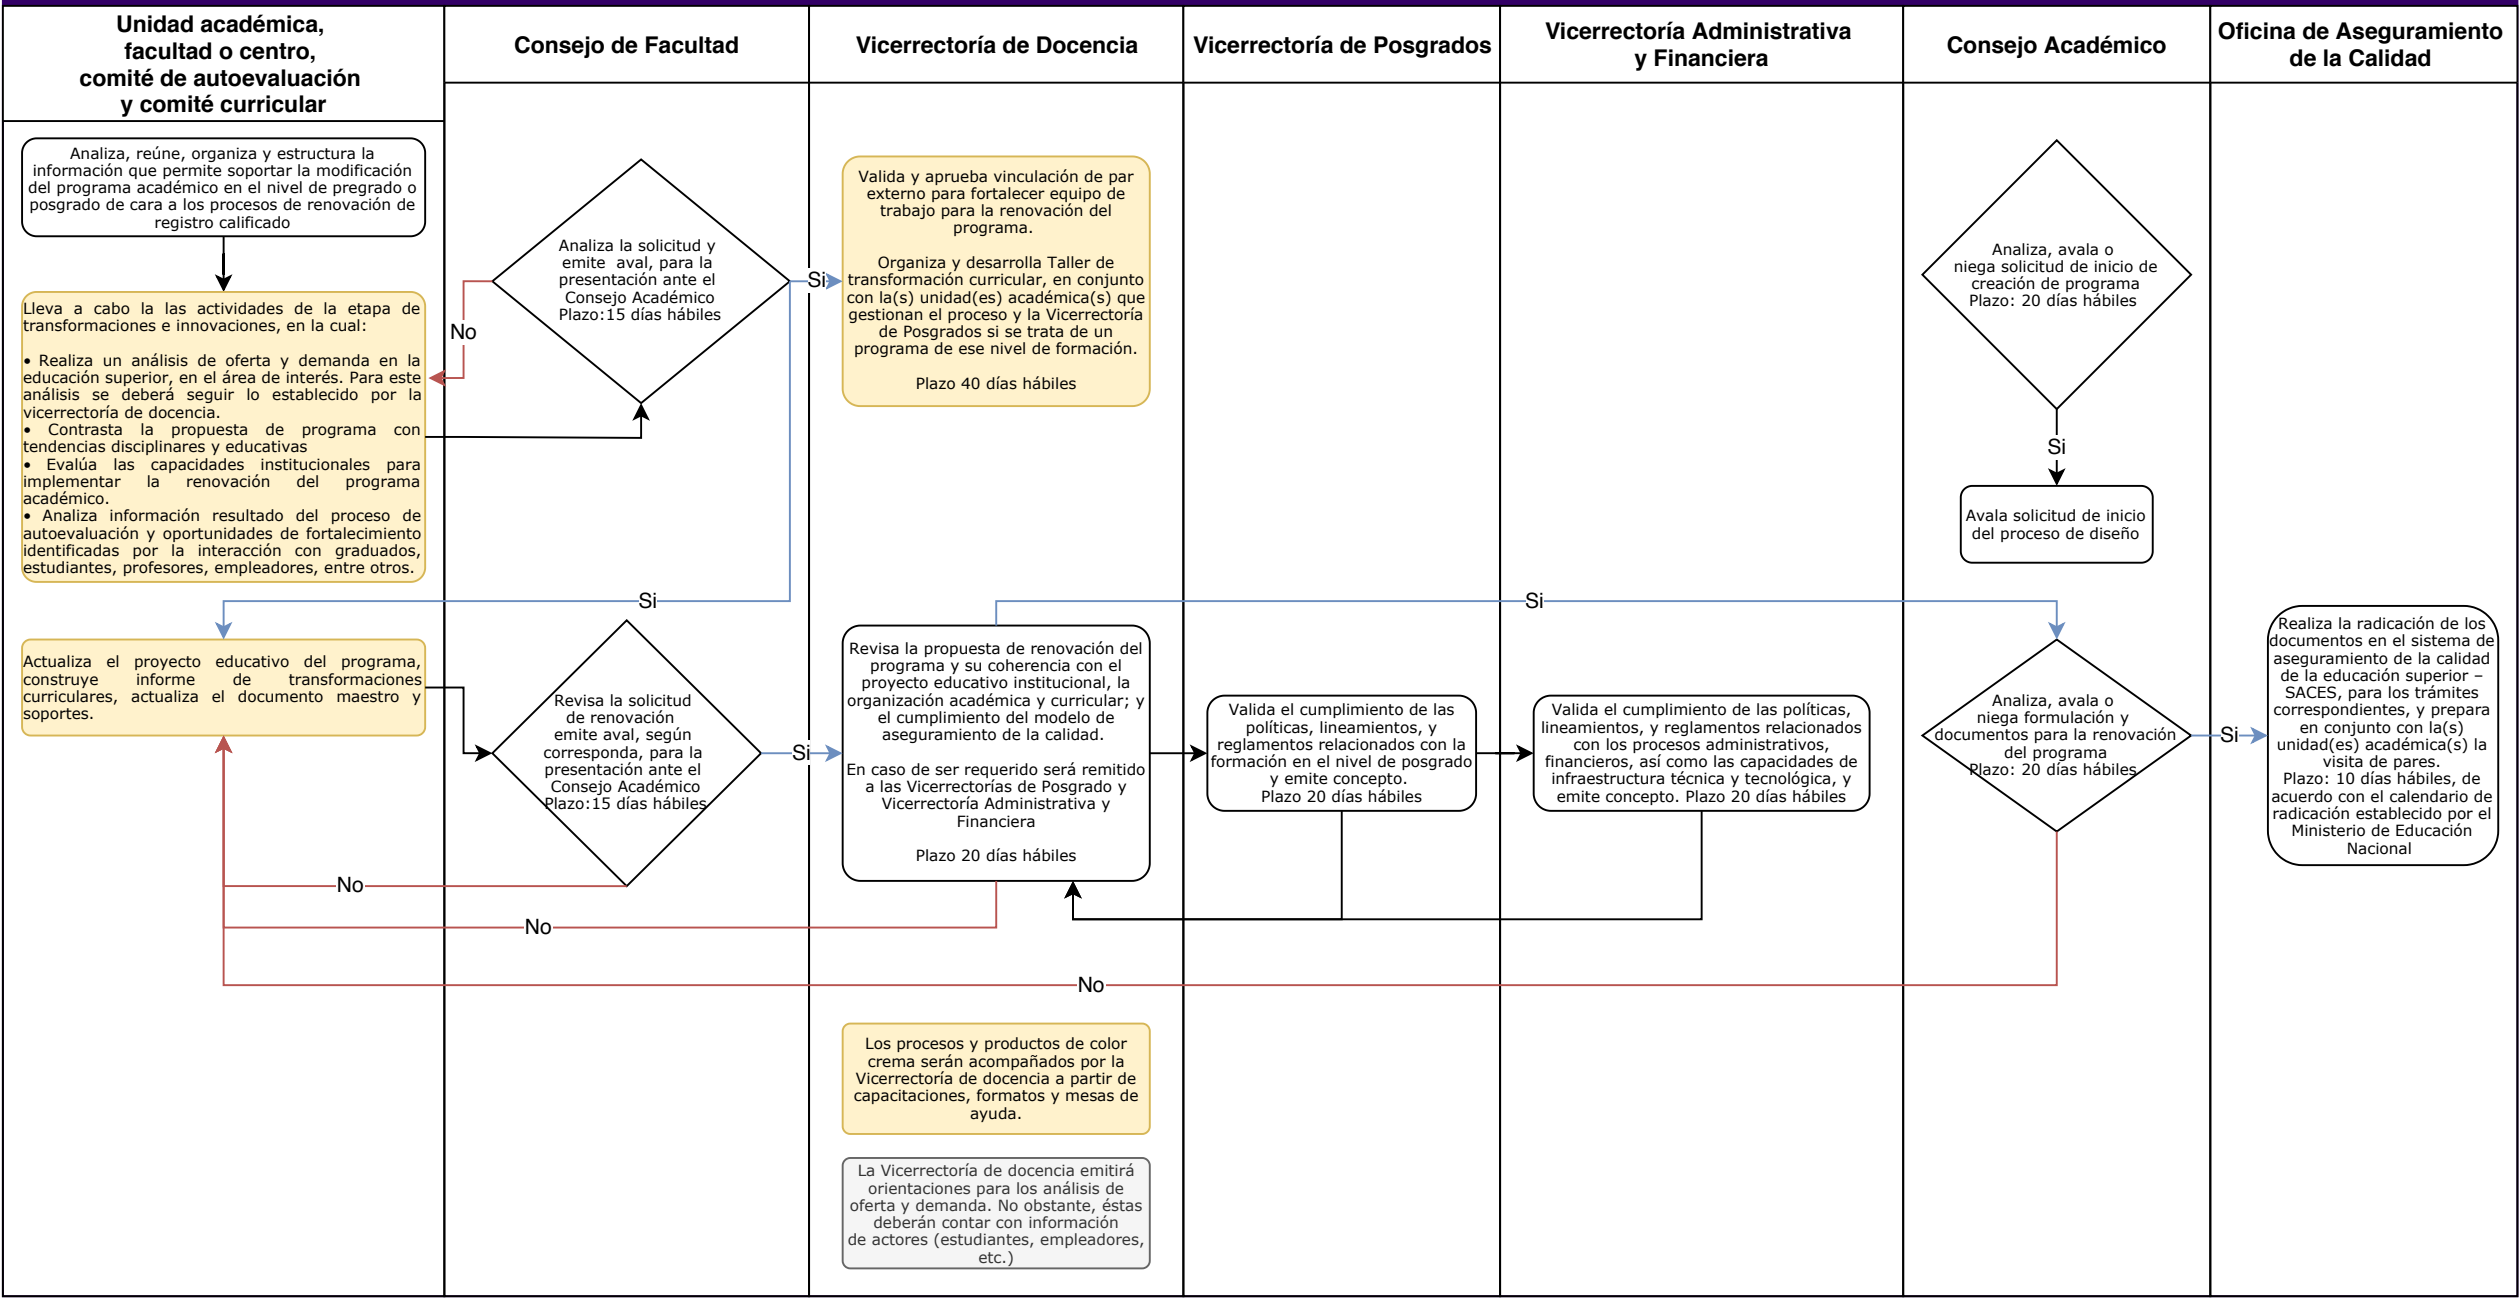 Unidad académica,
facultad o centro,
comité de autoevaluación
y comité curricular
Consejo de Facultad
Vicerrectoría de Docencia
Vicerrectoría de Posgrados
Vicerrectoría Administrativa
y Financiera
Consejo Académico
Oficina de Aseguramiento
de la Calidad
Analiza, reúne, organiza y estructura la
información que permite soportar la modificación
del programa académico en el nivel de pregrado o
posgrado de cara a los procesos de renovación de
registro calificado
Lleva a cabo la las actividades de la etapa de
transformaciones e innovaciones, en la cual:
• Realiza un análisis de oferta y demanda en la
educación superior, en el área de interés. Para este
análisis se deberá seguir lo establecido por la
vicerrectoría de docencia.
• Contrasta la propuesta de programa con
tendencias disciplinares y educativas
• Evalúa las capacidades institucionales para
implementar la renovación del programa
académico.
• Analiza información resultado del proceso de
autoevaluación y oportunidades de fortalecimiento
identificadas por la interacción con graduados,
estudiantes, profesores, empleadores, entre otros.
No
Analiza la solicitud y
emite  aval, para la
presentación ante el
Consejo Académico
Plazo:15 días hábiles
Si
Valida y aprueba vinculación de par
externo para fortalecer equipo de
trabajo para la renovación del
programa.
Organiza y desarrolla Taller de
transformación curricular, en conjunto
con la(s) unidad(es) académica(s) que
gestionan el proceso y la Vicerrectoría
de Posgrados si se trata de un
programa de ese nivel de formación.
Plazo 40 días hábiles
Analiza, avala o
niega solicitud de inicio de
creación de programa
Plazo: 20 días hábiles
Si
Avala solicitud de inicio
del proceso de diseño
Si
Si
Actualiza el proyecto educativo del programa,
construye informe de transformaciones
curriculares, actualiza el documento maestro y
soportes.
Revisa la solicitud
de renovación
emite aval, según
corresponda, para la
presentación ante el
Consejo Académico
Plazo:15 días hábiles
Si
Revisa la propuesta de renovación del
programa y su coherencia con el
proyecto educativo institucional, la
organización académica y curricular; y
el cumplimiento del modelo de
aseguramiento de la calidad.
En caso de ser requerido será remitido
a las Vicerrectorías de Posgrado y
Vicerrectoría Administrativa y
Financiera
Plazo 20 días hábiles
Valida el cumplimiento de las
políticas, lineamientos, y
reglamentos relacionados con la
formación en el nivel de posgrado
y emite concepto.
Plazo 20 días hábiles
Valida el cumplimiento de las políticas,
lineamientos, y reglamentos relacionados
con los procesos administrativos,
financieros, así como las capacidades de
infraestructura técnica y tecnológica, y
emite concepto. Plazo 20 días hábiles
Analiza, avala o
niega formulación y
documentos para la renovación
del programa
Plazo: 20 días hábiles
Si
Realiza la radicación de los
documentos en el sistema de
aseguramiento de la calidad
de la educación superior –
SACES, para los trámites
correspondientes, y prepara
en conjunto con la(s)
unidad(es) académica(s) la
visita de pares.
Plazo: 10 días hábiles, de
acuerdo con el calendario de
radicación establecido por el
Ministerio de Educación
Nacional
No
No
No
Los procesos y productos de color
crema serán acompañados por la
Vicerrectoría de docencia a partir de
capacitaciones, formatos y mesas de
ayuda.
La Vicerrectoría de docencia emitirá
orientaciones para los análisis de
oferta y demanda. No obstante, éstas
deberán contar con información
de actores (estudiantes, empleadores,
etc.)